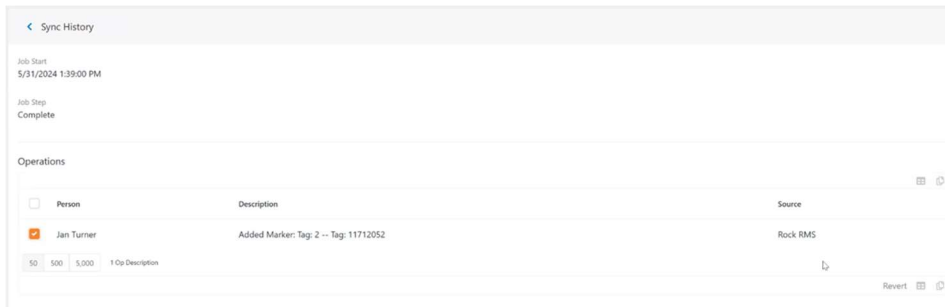 Sync History
Job Start
5/31/2024 1:39:00 PM
Job Step
Complete
Operations
Person Description Source
Jan Turner Added Marker: Tag: 2 -- Tag: 11712052 Rock RMS
50 500 5,000 1 Op Description
Revert